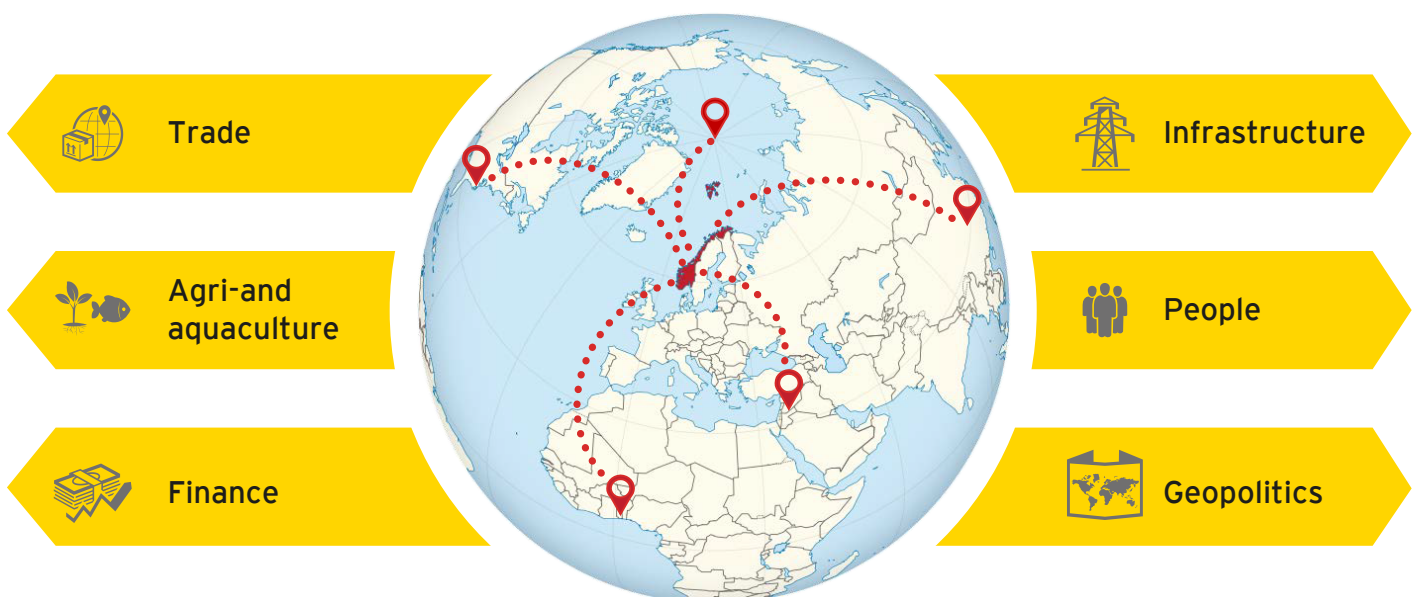 Trade
Agri-and
aquaculture
Finance
Infrastructure
People
Geopolitics